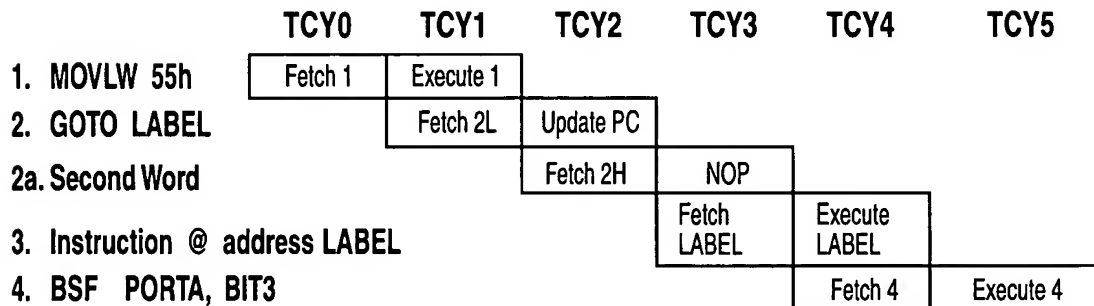 TCY0 TCY1 TCY2 TCY3 TCY4 TCY5
1. MOVLW 55h Fetch 1 Execute 1
2. GOTO LABEL Fetch 2L Update PC
2a. Second Word Fetch 2H NOP
3. Instruction @ address LABEL Fetch LABEL Execute LABEL
4. BSF PORTA, BIT3 Fetch 4 Execute 4